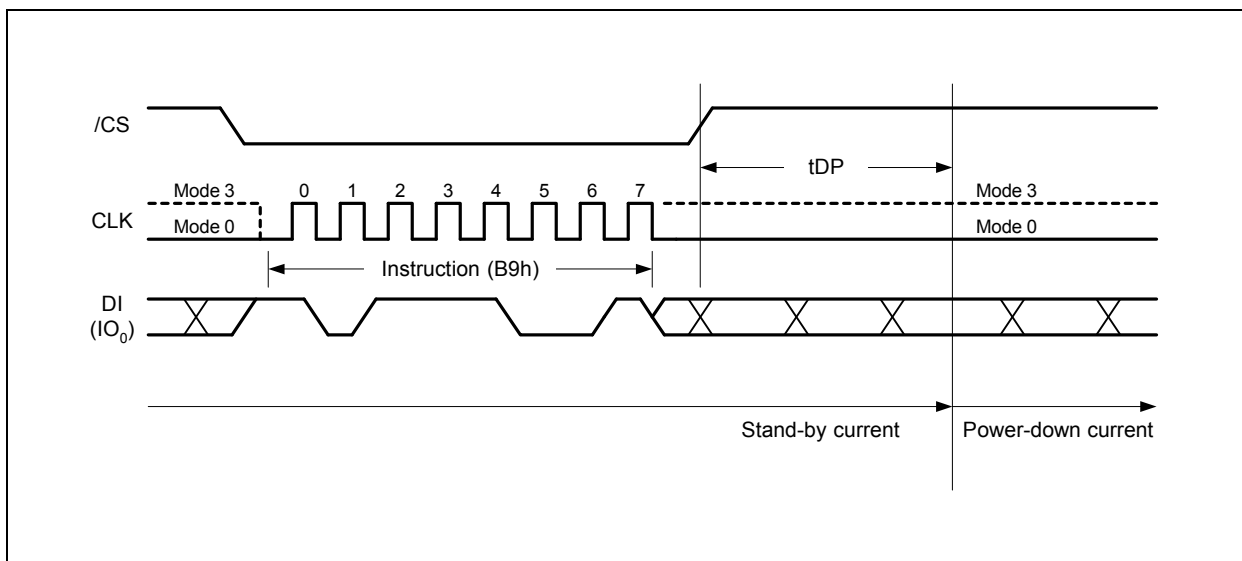 /CS
tDP
Mode 3 0 1 2 3 4 5 6 7 Mode 3
CLK
Mode 0 Mode 0
Instruction (B9h)
DI
(IO₀)
Stand-by current Power-down current